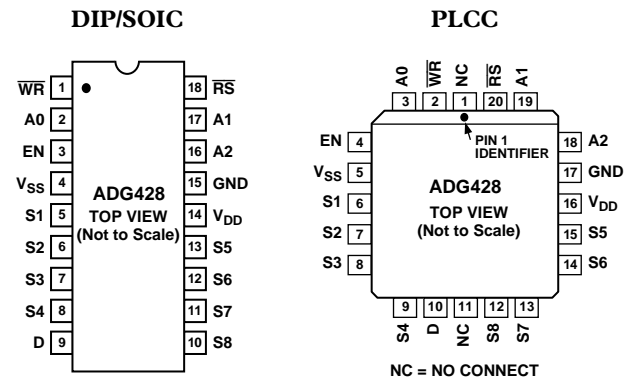 DIP/SOIC
W̅R̅ 1
A0 2
EN 3
VSS 4
S1 5
S2 6
S3 7
S4 8
D 9
18 R̅S̅
17 A1
16 A2
15 GND
14 VDD
13 S5
12 S6
11 S7
10 S8
ADG428
TOP VIEW
(Not to Scale)
PLCC
A0 W̅R̅ NC R̅S̅ A1
3 2 1 20 19
PIN 1
IDENTIFIER
EN 4
VSS 5
S1 6
S2 7
S3 8
18 A2
17 GND
16 VDD
15 S5
14 S6
ADG428
TOP VIEW
(Not to Scale)
9 10 11 12 13
S4 D NC S8 S7
NC = NO CONNECT